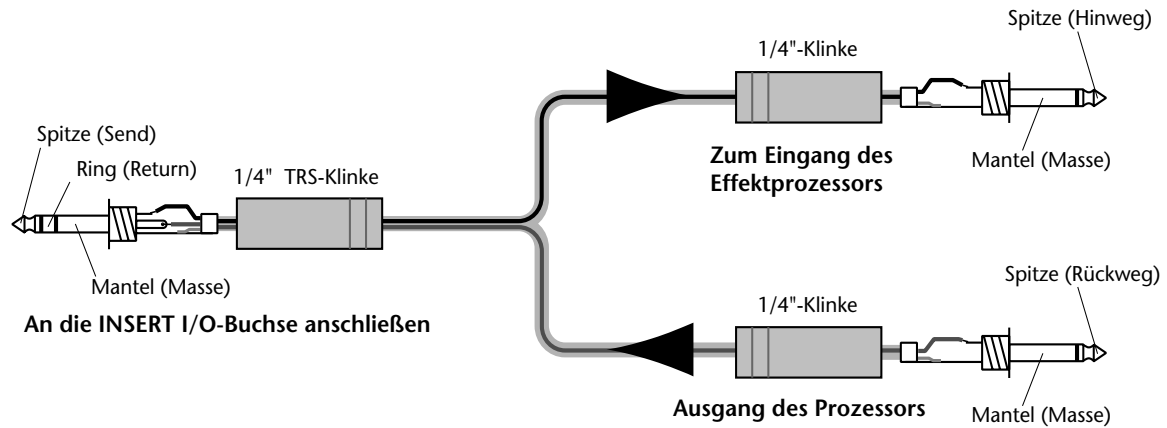 Spitze (Hinweg)
1/4"-Klinke
Spitze (Send)
Ring (Return)
1/4" TRS-Klinke
Zum Eingang des
Effektprozessors
Mantel (Masse)
Mantel (Masse)
An die INSERT I/O-Buchse anschließen
1/4"-Klinke
Spitze (Rückweg)
Ausgang des Prozessors
Mantel (Masse)